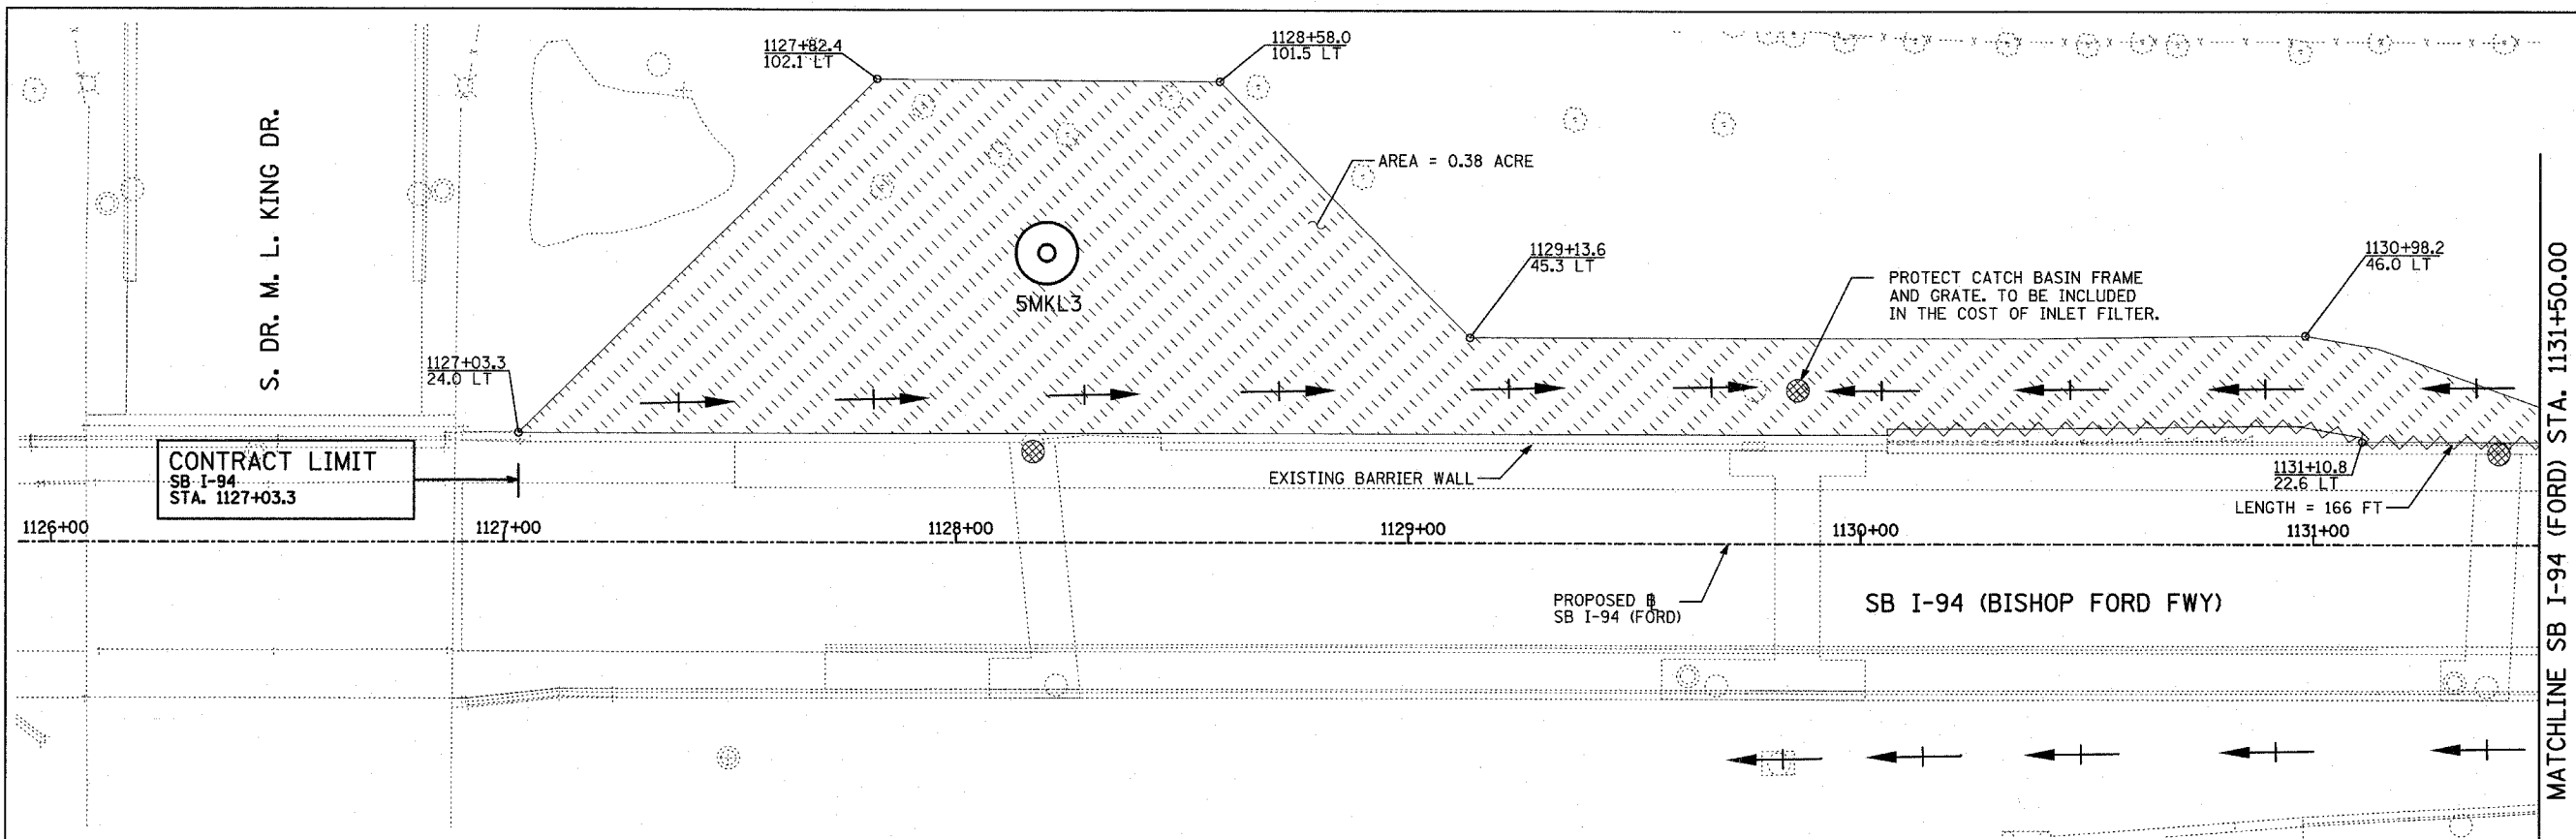 1127+82.4
102.1 LT
1128+58.0
101.5 LT
S. DR. M. L. KING DR.
AREA = 0.38 ACRE
5MKL3
1129+13.6
45.3 LT
1130+98.2
46.0 LT
PROTECT CATCH BASIN FRAME
AND GRATE. TO BE INCLUDED
IN THE COST OF INLET FILTER.
1127+03.3
24.0 LT
CONTRACT LIMIT
SB I-94
STA. 1127+03.3
EXISTING BARRIER WALL
1131+10.8
22.6 LT
LENGTH = 166 FT
1126+00
1127+00
1128+00
1129+00
1130+00
1131+00
PROPOSED ⅊
SB I-94 (FORD)
SB I-94 (BISHOP FORD FWY)
MATCHLINE SB I-94 (FORD) STA. 1131+50.00